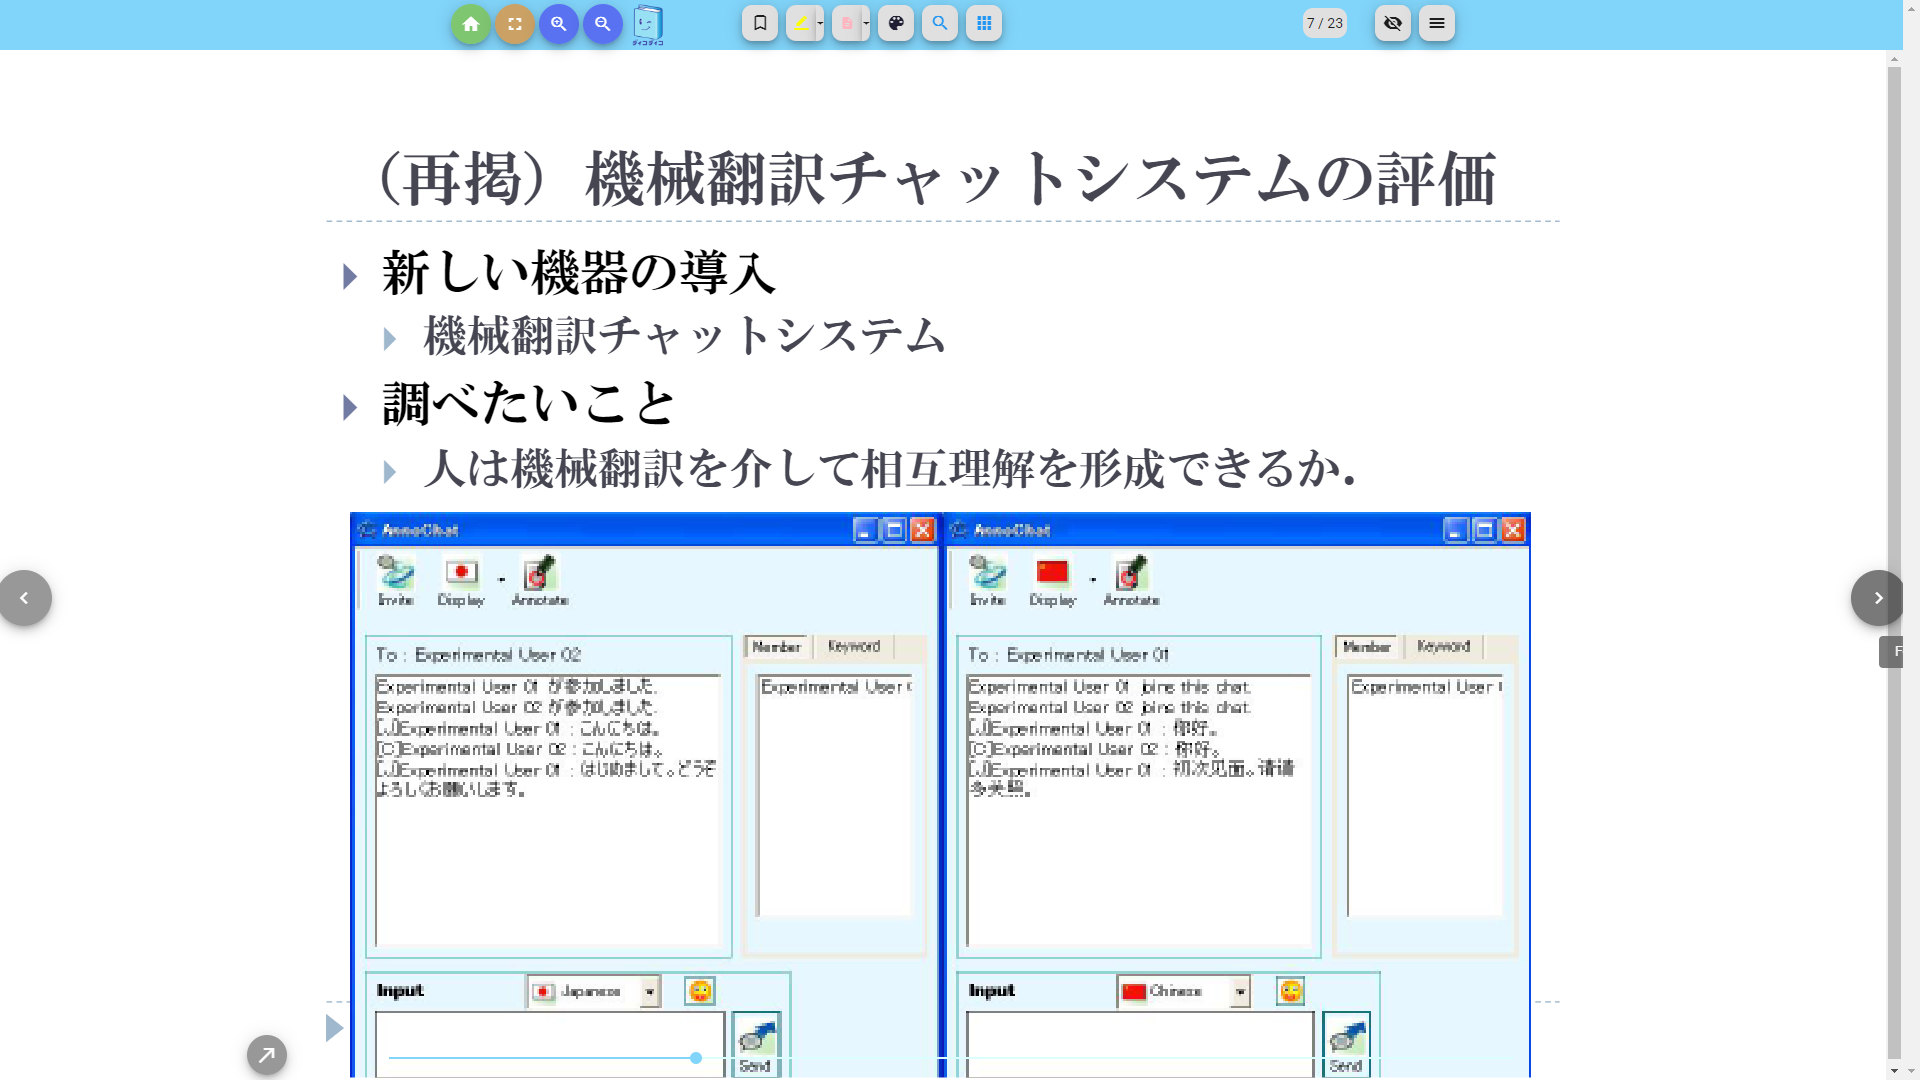 ダイコダイコ
7 / 23
(再掲) 機械翻訳チャットシステムの評価
新しい機器の導入
機械翻訳チャットシステム
調べたいこと
人は機械翻訳を介して相互理解を形成できるか.
AnnoChat
Invite Display Annotate
To : Experimental User 02
Member Keyword
Experimental User 01 が参加しました.
Experimental User 02 が参加しました.
[J]Experimental User 01 : こんにちは。
[C]Experimental User 02 : こんにちは。
[J]Experimental User 01 : はじめまして。どうぞ
よろしくお願いします。
Experimental User
Input Japanese
Send
AnnoChat
Invite Display Annotate
To : Experimental User 01
Member Keyword
Experimental User 01 joins this chat.
Experimental User 02 joins this chat.
[J]Experimental User 01 : 你好。
[C]Experimental User 02 : 你好。
[J]Experimental User 01 : 初次见面。请请
多关照。
Experimental User
Input Chinese
Send
F